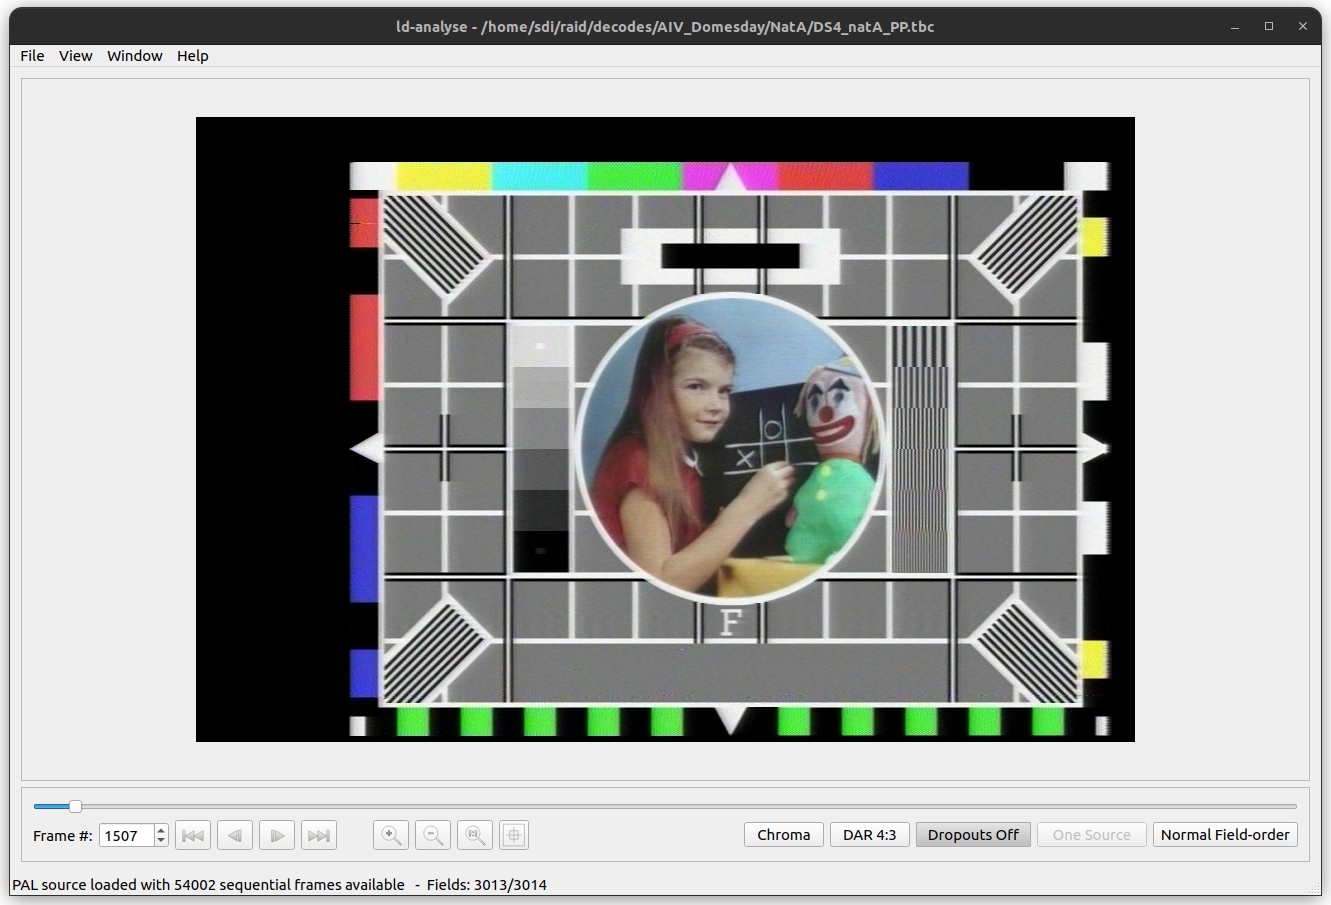 ld-analyse - /home/sdi/raid/decodes/AIV_Domesday/NatA/DS4_natA_PP.tbc
File View Window Help
O
X
F
Frame #: 1507
1:1
Chroma DAR 4:3 Dropouts Off One Source Normal Field-order
PAL source loaded with 54002 sequential frames available - Fields: 3013/3014